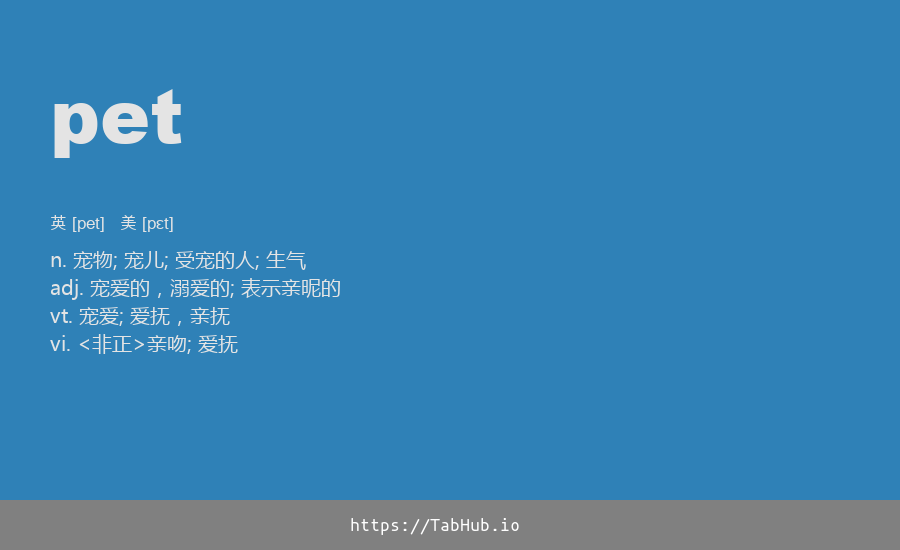 pet
英 [pet] 美 [pɛt]
n. 宠物; 宠儿; 受宠的人; 生气
adj. 宠爱的，溺爱的; 表示亲昵的
vt. 宠爱; 爱抚，亲抚
vi. <非正>亲吻; 爱抚
https://TabHub.io